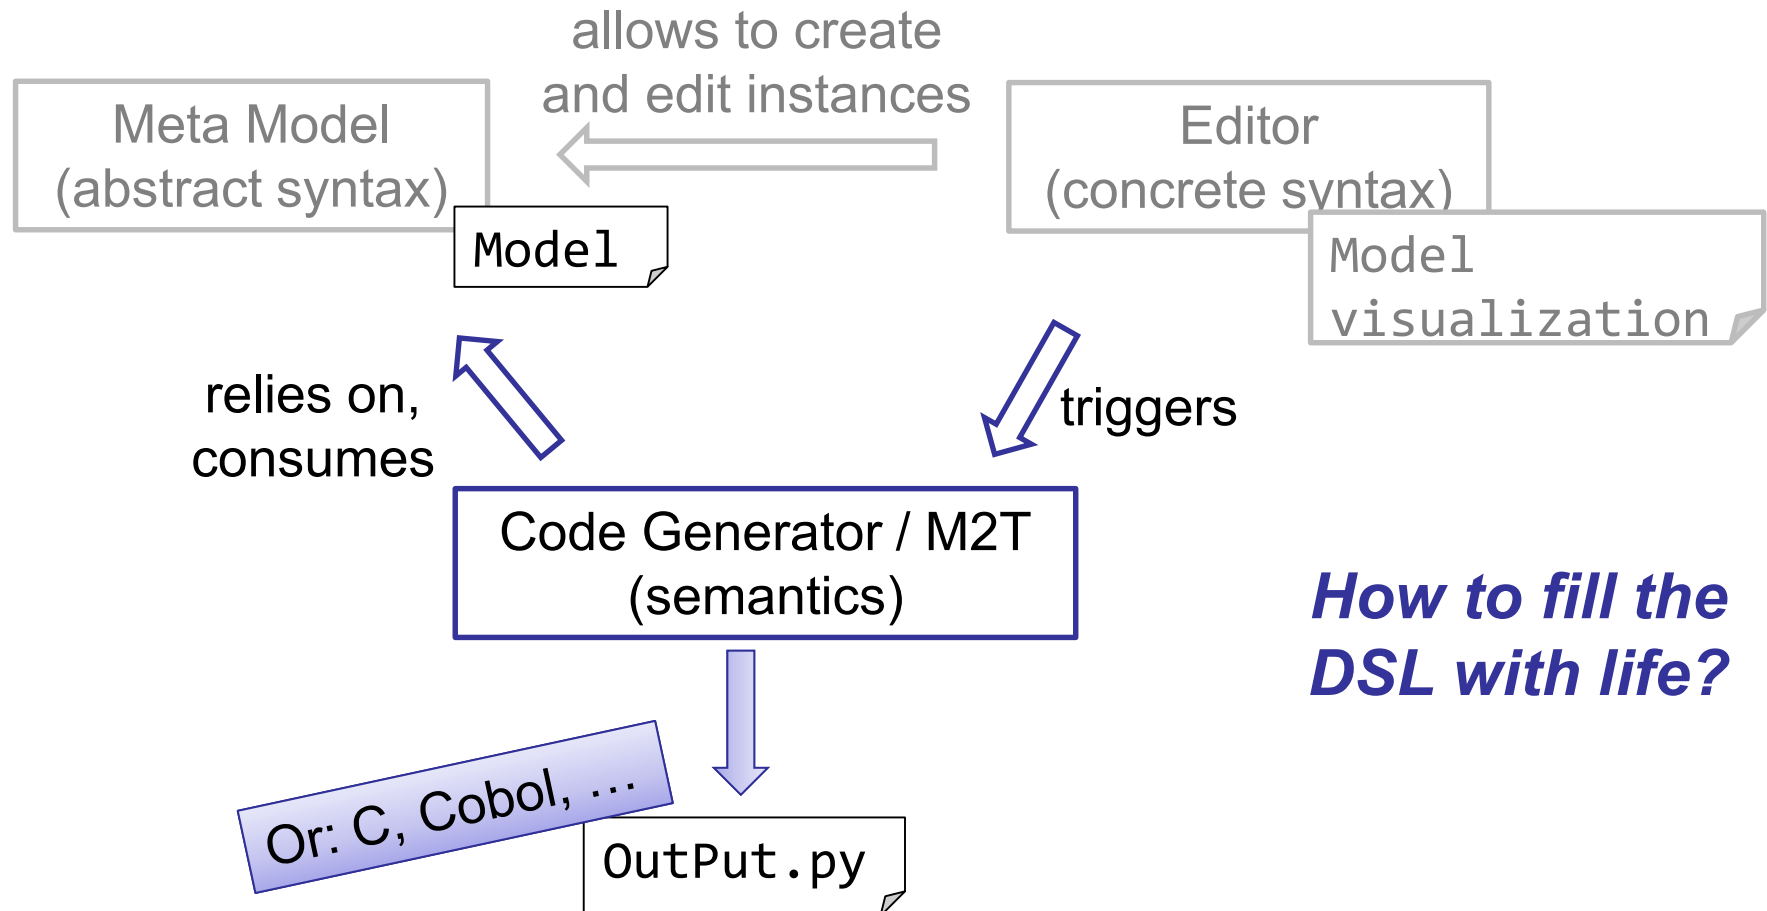 allows to create
and edit instances
Meta Model
(abstract syntax)
Editor
(concrete syntax)
Model
Model
visualization
relies on,
consumes
triggers
Code Generator / M2T
(semantics)
How to fill the
DSL with life?
Or: C, Cobol, …
OutPut.py